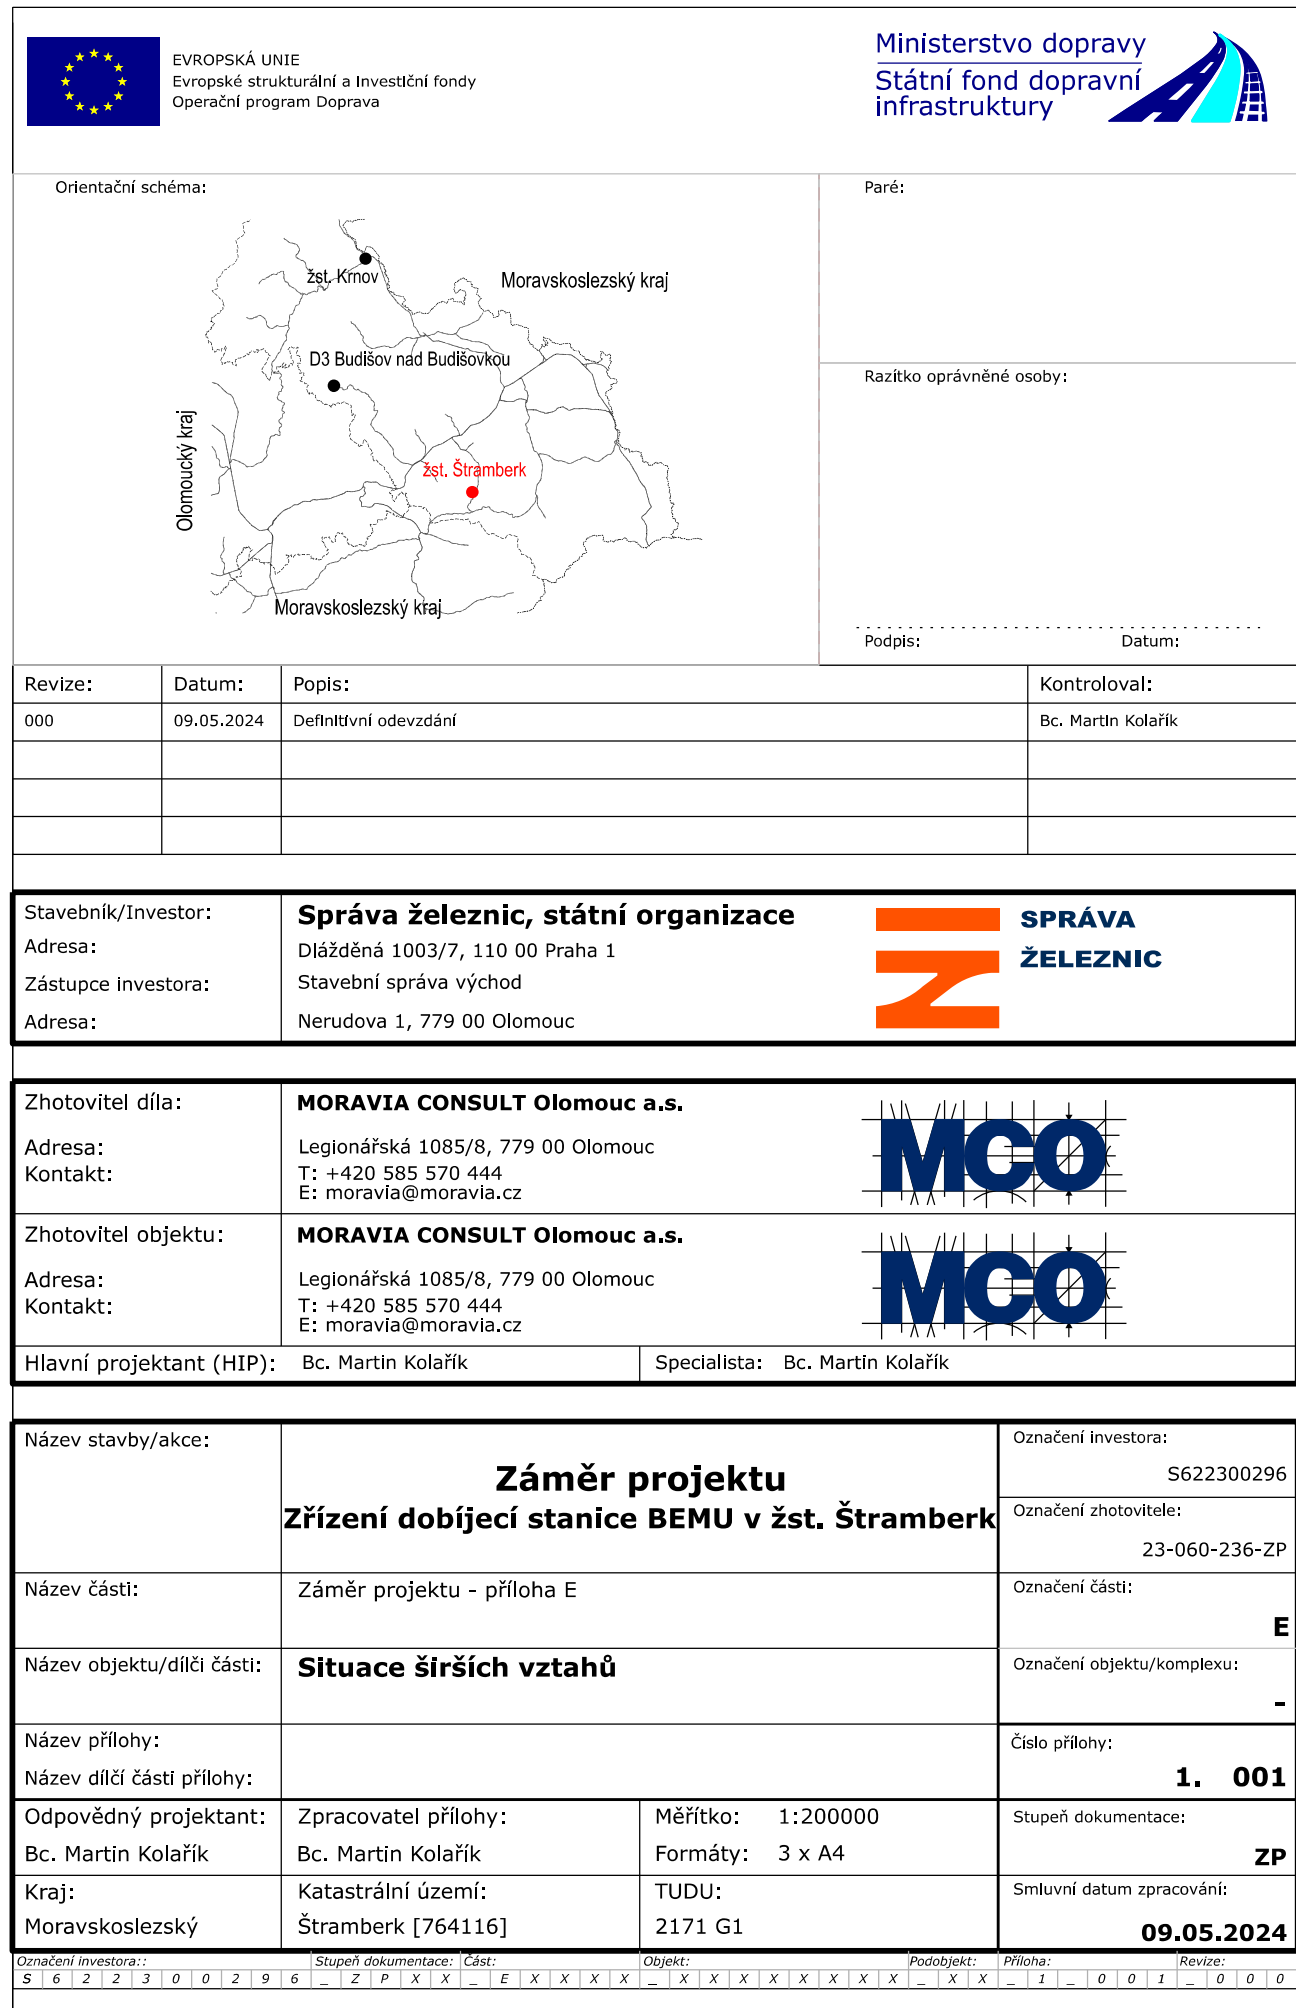 EVROPSKÁ UNIE
Evropské strukturální a Investiční fondy
Operační program Doprava
Ministerstvo dopravy
Státní fond dopravní
infrastruktury
Orientační schéma:
žst. Krnov
Moravskoslezský kraj
D3 Budišov nad Budišovkou
Olomoucký kraj
žst. Štramberk
Moravskoslezský kraj
Paré:
Razítko oprávněné osoby:
Podpis: Datum:
Revize: Datum: Popis: Kontroloval:
000 09.05.2024 Definitivní odevzdání Bc. Martin Kolařík
Stavebník/Investor: Správa železnic, státní organizace
Adresa: Dlážděná 1003/7, 110 00 Praha 1
Zástupce investora: Stavební správa východ
Adresa: Nerudova 1, 779 00 Olomouc
SPRÁVA
ŽELEZNIC
Zhotovitel díla: MORAVIA CONSULT Olomouc a.s.
Adresa: Legionářská 1085/8, 779 00 Olomouc
Kontakt: T: +420 585 570 444
E: moravia@moravia.cz
MCO
Zhotovitel objektu: MORAVIA CONSULT Olomouc a.s.
Adresa: Legionářská 1085/8, 779 00 Olomouc
Kontakt: T: +420 585 570 444
E: moravia@moravia.cz
MCO
Hlavní projektant (HIP): Bc. Martin Kolařík Specialista: Bc. Martin Kolařík
Název stavby/akce:
Záměr projektu
Zřízení dobíjecí stanice BEMU v žst. Štramberk
Označení investora:
S622300296
Označení zhotovitele:
23-060-236-ZP
Název části: Záměr projektu - příloha E
Označení části:
E
Název objektu/dílči části: Situace širších vztahů
Označení objektu/komplexu:
-
Název přílohy:
Název dílčí části přílohy:
Číslo přílohy:
1. 001
Odpovědný projektant: Zpracovatel přílohy: Měřítko: 1:200000
Bc. Martin Kolařík Bc. Martin Kolařík Formáty: 3 x A4
Stupeň dokumentace:
ZP
Kraj: Katastrální území: TUDU:
Moravskoslezský Štramberk [764116] 2171 G1
Smluvní datum zpracování:
09.05.2024
Označení investora:: Stupeň dokumentace: Část: Objekt: Podobjekt: Příloha: Revize:
S 6 2 2 3 0 0 2 9 6 _ Z P X X _ E X X X X _ X X X X X X X X _ X X _ 1 _ 0 0 1 _ 0 0 0